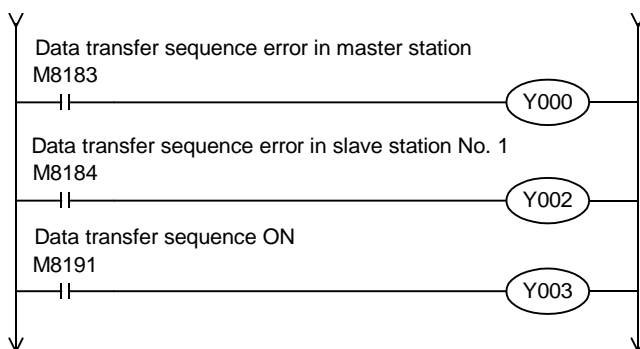 Data transfer sequence error in master station
M8183
Y000
Data transfer sequence error in slave station No. 1
M8184
Y002
Data transfer sequence ON
M8191
Y003